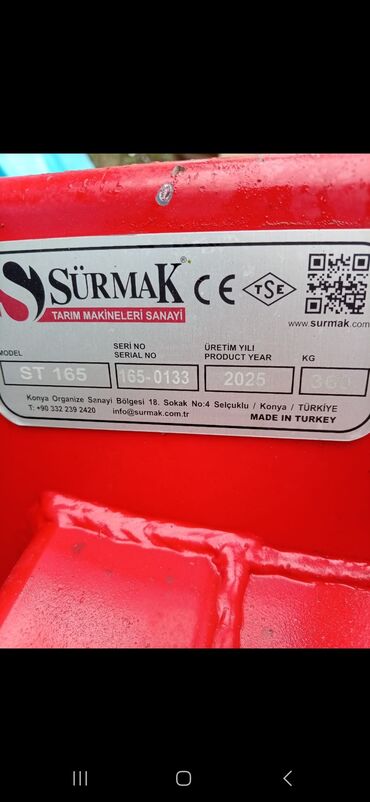 SÜRMAK CE TSE
TARIM MAKİNELERİ SANAYİ
www.surmak.com
MODEL
SERI NO
SERIAL NO
ÜRETİM YILI
PRODUCT YEAR
KG
ST 165
165-0133
2025
360
Konya Organize Sanayi Bölgesi 18. Sokak No:4 Selçuklu / Konya / TÜRKİYE
T: +90 332 239 2420 info@surmak.com.tr MADE IN TURKEY